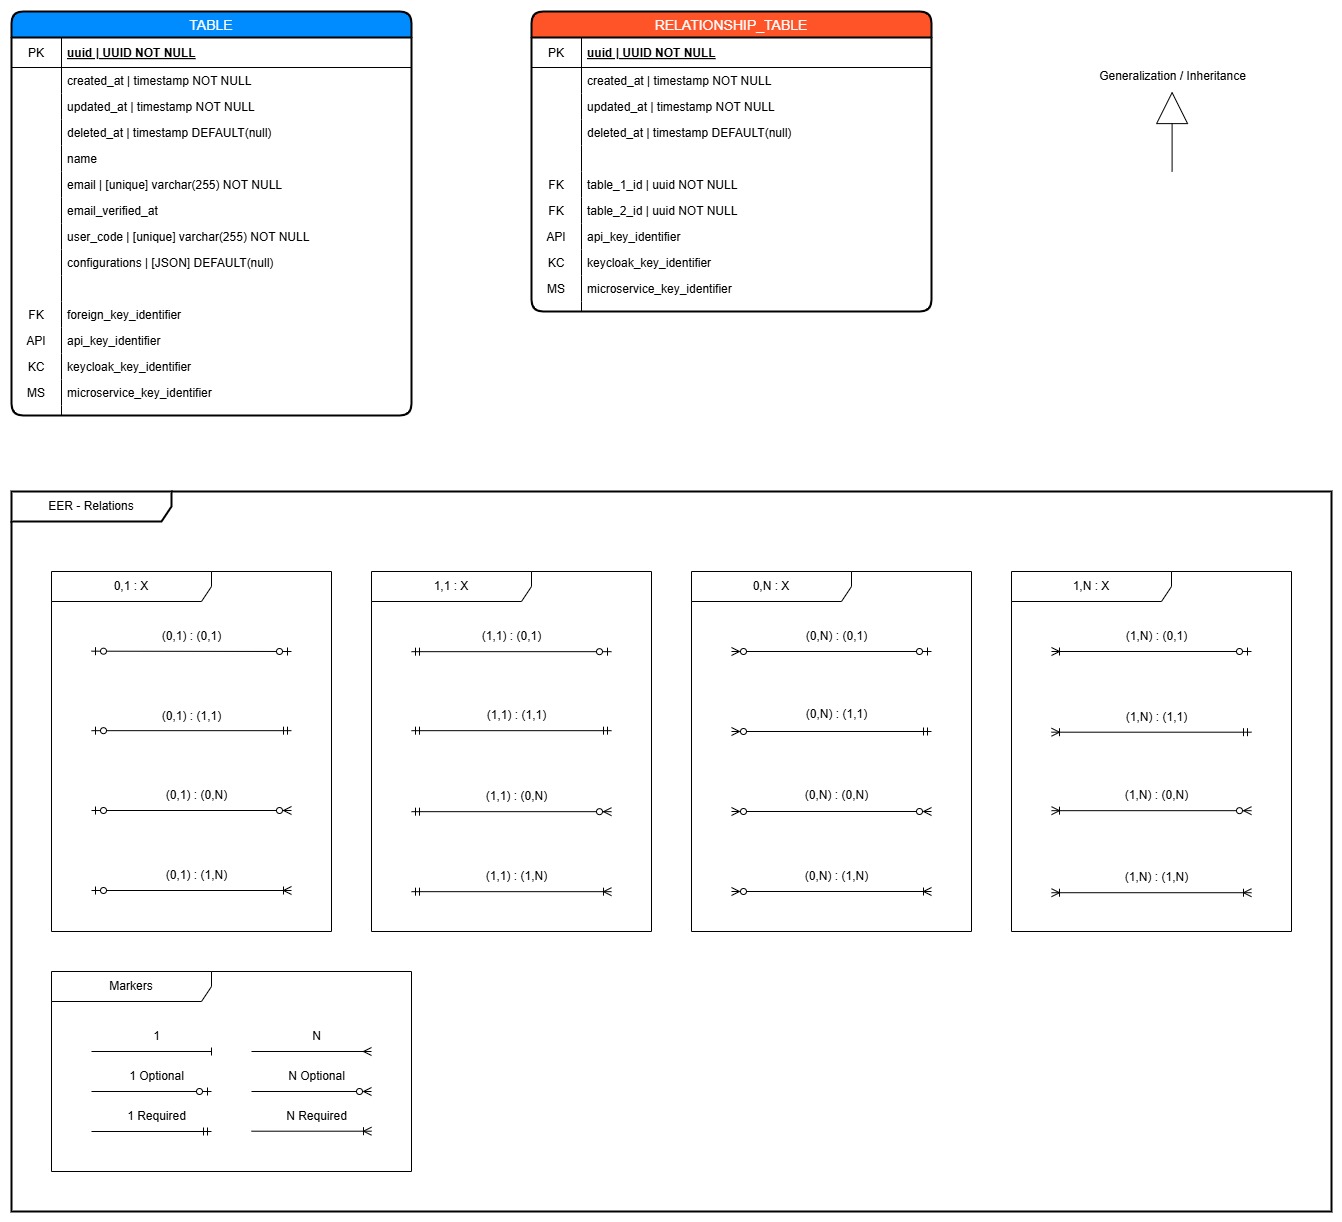 TABLE
PK uuid | UUID NOT NULL
created_at | timestamp NOT NULL
updated_at | timestamp NOT NULL
deleted_at | timestamp DEFAULT(null)
name
email | [unique] varchar(255) NOT NULL
email_verified_at
user_code | [unique] varchar(255) NOT NULL
configurations | [JSON] DEFAULT(null)
FK foreign_key_identifier
API api_key_identifier
KC keycloak_key_identifier
MS microservice_key_identifier
RELATIONSHIP_TABLE
PK uuid | UUID NOT NULL
created_at | timestamp NOT NULL
updated_at | timestamp NOT NULL
deleted_at | timestamp DEFAULT(null)
FK table_1_id | uuid NOT NULL
FK table_2_id | uuid NOT NULL
API api_key_identifier
KC keycloak_key_identifier
MS microservice_key_identifier
Generalization / Inheritance
EER - Relations
0,1 : X
(0,1) : (0,1)
(0,1) : (1,1)
(0,1) : (0,N)
(0,1) : (1,N)
1,1 : X
(1,1) : (0,1)
(1,1) : (1,1)
(1,1) : (0,N)
(1,1) : (1,N)
0,N : X
(0,N) : (0,1)
(0,N) : (1,1)
(0,N) : (0,N)
(0,N) : (1,N)
1,N : X
(1,N) : (0,1)
(1,N) : (1,1)
(1,N) : (0,N)
(1,N) : (1,N)
Markers
1
N
1 Optional
N Optional
1 Required
N Required